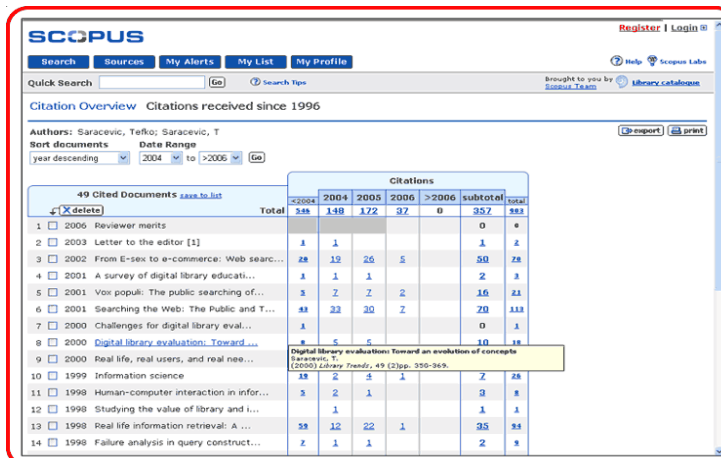 Register | Login
SCOPUS
Search Sources My Alerts My List My Profile
Help Scopus Labs
Quick Search Go Search Tips
Brought to you by Scopus Team Library catalogue
Citation Overview Citations received since 1996
Authors: Saracevic, Tefko; Saracevic, T
export print
Sort documents Date Range
year descending 2004 to >2006 Go
Citations
49 Cited Documents save to list
<2004 2004 2005 2006 >2006 subtotal total
delete Total 546 148 172 37 0 357 903
1 2006 Reviewer merits 0 0
2 2003 Letter to the editor [1] 1 1 1 2
3 2002 From E-sex to e-commerce: Web searc... 20 19 26 5 50 70
4 2001 A survey of digital library educati... 1 1 1 2 3
5 2001 Vox populi: The public searching of... 5 7 7 2 16 21
6 2001 Searching the Web: The Public and T... 43 33 30 7 70 113
7 2000 Challenges for digital library eval... 1 0 1
8 2000 Digital library evaluation: Toward ... 8 5 5 10 18
Digital library evaluation: Toward an evolution of concepts
Saracevic, T.
(2000) Library Trends, 49 (2)pp. 350-369.
9 2000 Real life, real users, and real nee...
10 1999 Information science 19 2 4 1 7 26
11 1998 Human-computer interaction in infor... 5 2 1 3 8
12 1998 Studying the value of library and i... 1 1 1
13 1998 Real life information retrieval: A ... 59 12 22 1 35 94
14 1998 Failure analysis in query construct... 7 1 1 2 9